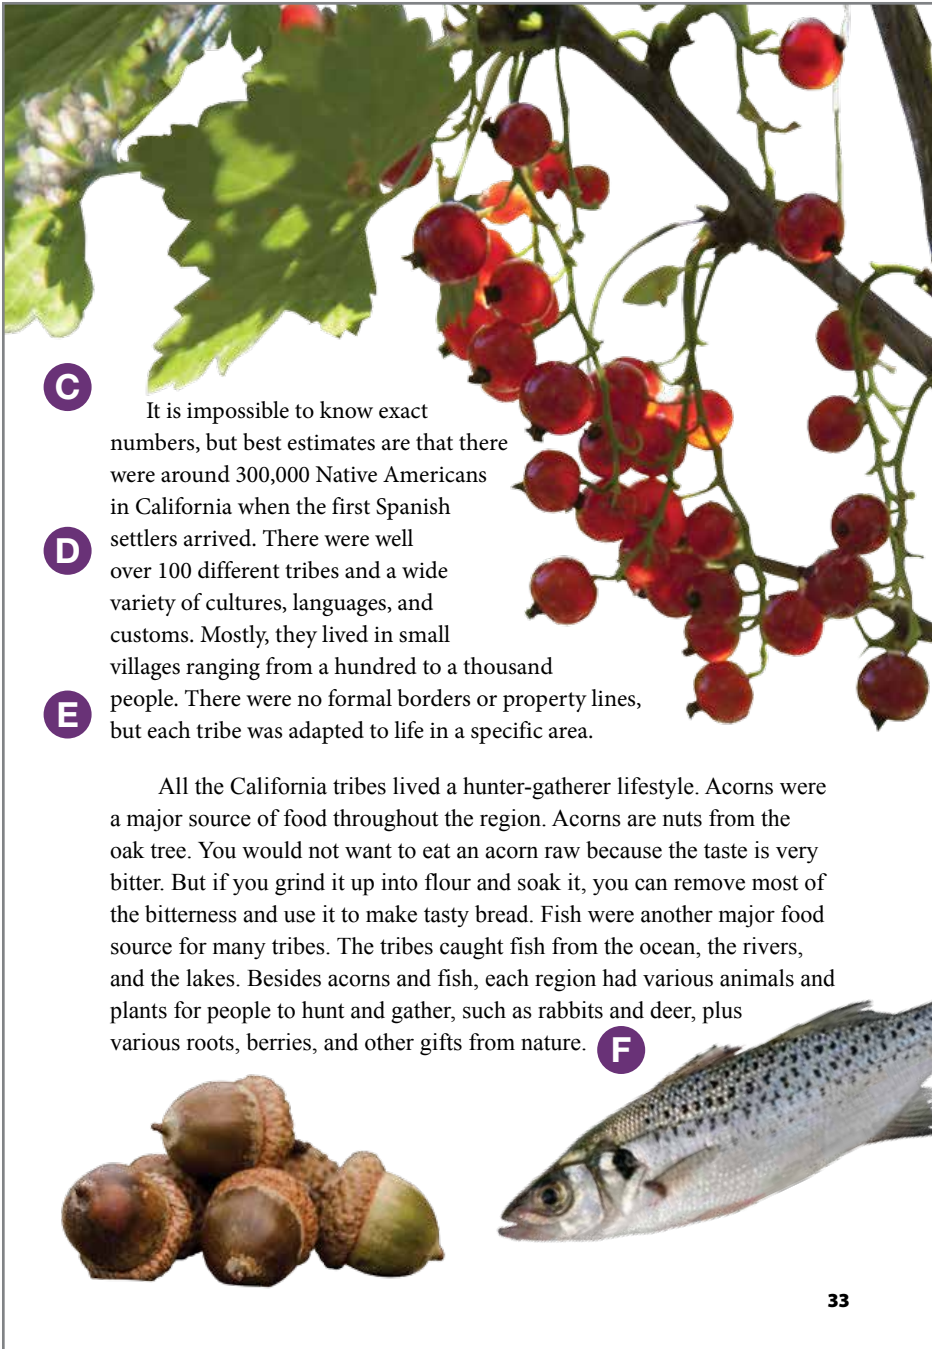 C
It is impossible to know exact
numbers, but best estimates are that there
were around 300,000 Native Americans
in California when the first Spanish
D
settlers arrived. There were well
over 100 different tribes and a wide
variety of cultures, languages, and
customs. Mostly, they lived in small
villages ranging from a hundred to a thousand
people. There were no formal borders or property lines,
E
but each tribe was adapted to life in a specific area.
All the California tribes lived a hunter-gatherer lifestyle. Acorns were
a major source of food throughout the region. Acorns are nuts from the
oak tree. You would not want to eat an acorn raw because the taste is very
bitter. But if you grind it up into flour and soak it, you can remove most of
the bitterness and use it to make tasty bread. Fish were another major food
source for many tribes. The tribes caught fish from the ocean, the rivers,
and the lakes. Besides acorns and fish, each region had various animals and
plants for people to hunt and gather, such as rabbits and deer, plus
various roots, berries, and other gifts from nature. F
33